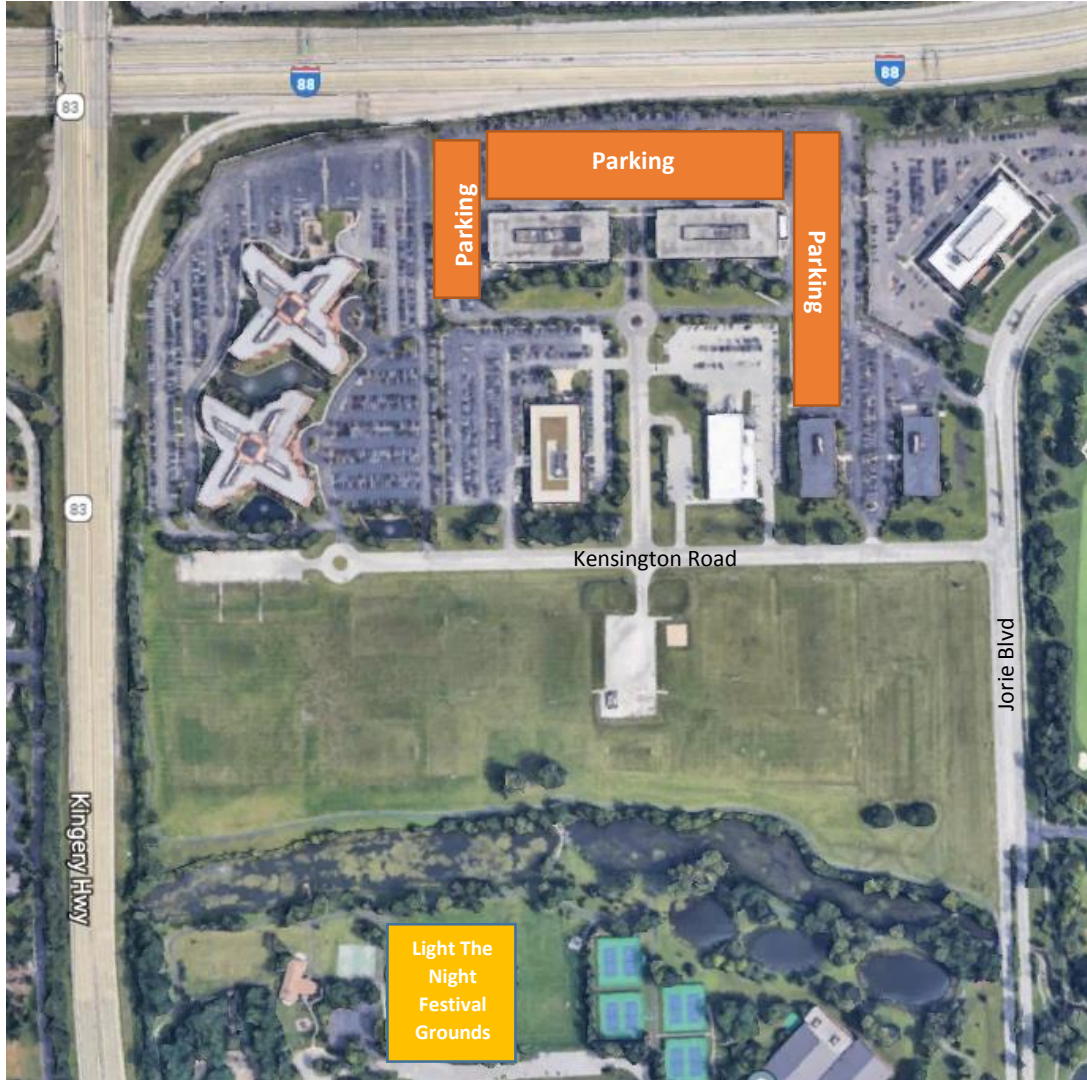 88
88
83
Parking
Parking
Parking
83
Kensington Road
Jorie Blvd
Kingery Hwy
Light The
Night
Festival
Grounds